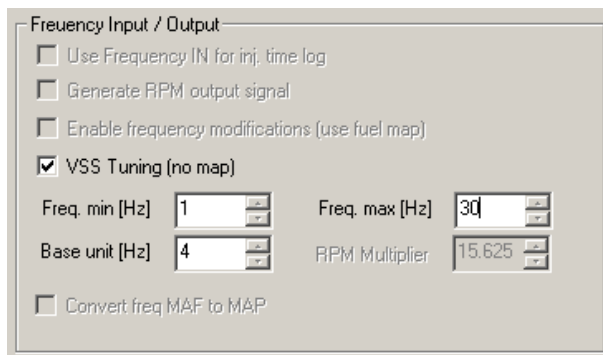 Freuency Input / Output
Use Frequency IN for inj. time log
Generate RPM output signal
Enable frequency modifications (use fuel map)
VSS Tuning (no map)
Freq. min [Hz] 1 Freq. max [Hz] 30
Base unit [Hz] 4 RPM Multiplier 15.625
Convert freq MAF to MAP